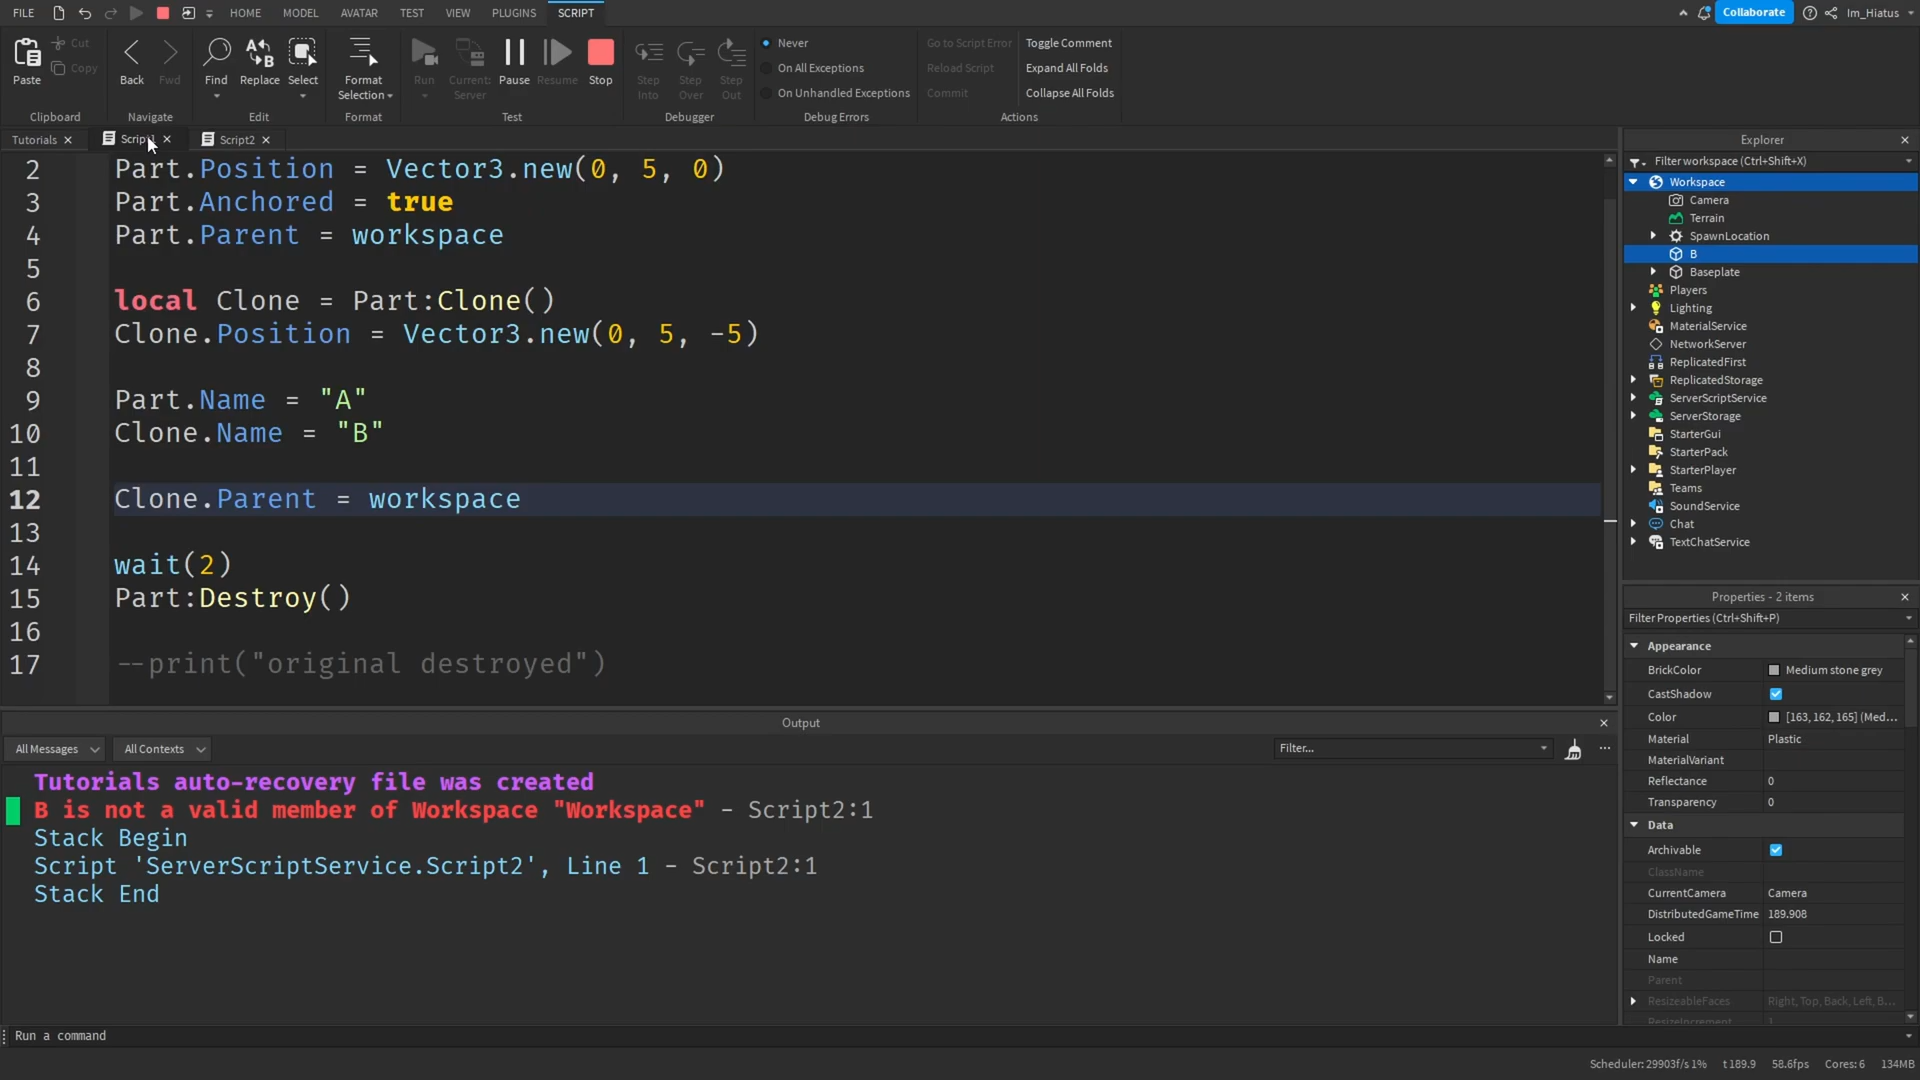 FILE HOME MODEL AVATAR TEST VIEW PLUGINS SCRIPT Collaborate Im_Hiatus
Paste Cut Copy
Clipboard
Back Fwd
Navigate
Find Replace Select
Edit
Format Selection
Format
Run Current: Server Pause Resume Stop
Test
Step Into Step Over Step Out
Debugger
Never
On All Exceptions
On Unhandled Exceptions
Debug Errors
Go to Script Error Toggle Comment
Reload Script Expand All Folds
Commit Collapse All Folds
Actions
Tutorials Script1 Script2
2 Part.Position = Vector3.new(0, 5, 0)
3 Part.Anchored = true
4 Part.Parent = workspace
5
6 local Clone = Part:Clone()
7 Clone.Position = Vector3.new(0, 5, -5)
8
9 Part.Name = "A"
10 Clone.Name = "B"
11
12 Clone.Parent = workspace
13
14 wait(2)
15 Part:Destroy()
16
17 --print("original destroyed")
Output
All Messages All Contexts Filter...
Tutorials auto-recovery file was created
B is not a valid member of Workspace "Workspace" - Script2:1
Stack Begin
Script 'ServerScriptService.Script2', Line 1 - Script2:1
Stack End
Run a command
Explorer
Filter workspace (Ctrl+Shift+X)
Workspace
Camera
Terrain
SpawnLocation
B
Baseplate
Players
Lighting
MaterialService
NetworkServer
ReplicatedFirst
ReplicatedStorage
ServerScriptService
ServerStorage
StarterGui
StarterPack
StarterPlayer
Teams
SoundService
Chat
TextChatService
Properties - 2 items
Filter Properties (Ctrl+Shift+P)
Appearance
BrickColor Medium stone grey
CastShadow
Color [163, 162, 165] (Med...
Material Plastic
MaterialVariant
Reflectance 0
Transparency 0
Data
Archivable
ClassName
CurrentCamera Camera
DistributedGameTime 189.908
Locked
Name
Parent
ResizeableFaces Right, Top, Back, Left, B...
ResizeIncrement 1
Scheduler: 29903f/s 1% t 189.9 58.6fps Cores: 6 134MB